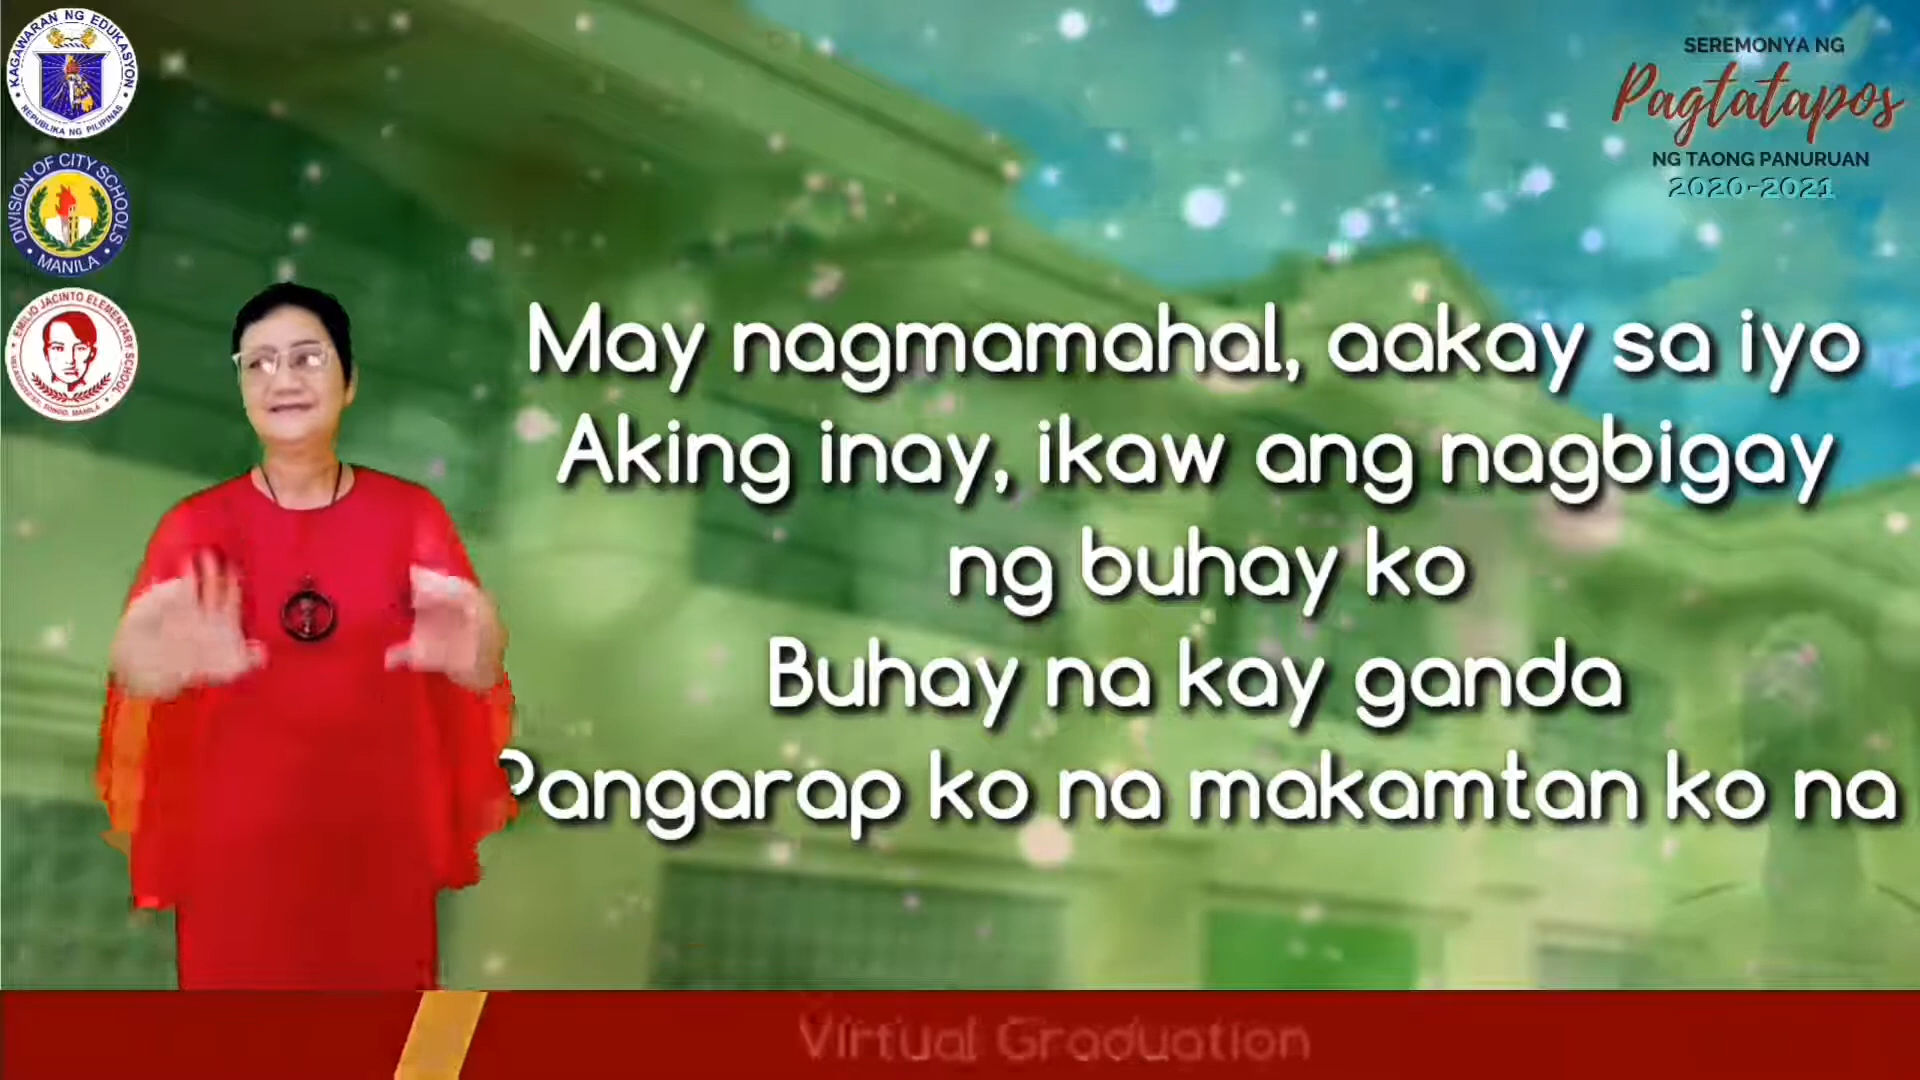 KAGAWARAN NG EDUKASYON
REPUBLIKA NG PILIPINAS
DIVISION OF CITY SCHOOLS
MANILA
EMILIO JACINTO ELEMENTARY SCHOOL
TONDO, MANILA
SEREMONYA NG
Pagtatapos
NG TAONG PANURUAN
2020-2021
May nagmamahal, aakay sa iyo
Aking inay, ikaw ang nagbigay
ng buhay ko
Buhay na kay ganda
Pangarap ko na makamtan ko na
Virtual Graduation